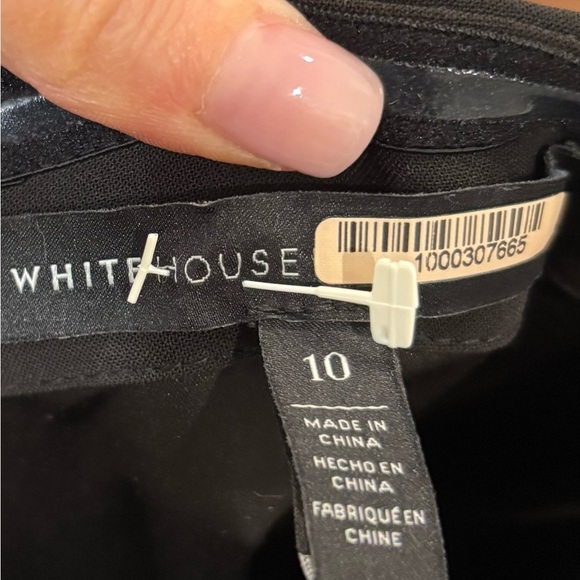 WHITE HOUSE
1000307665
10
MADE IN
CHINA
HECHO EN
CHINA
FABRIQUÉ EN
CHINE